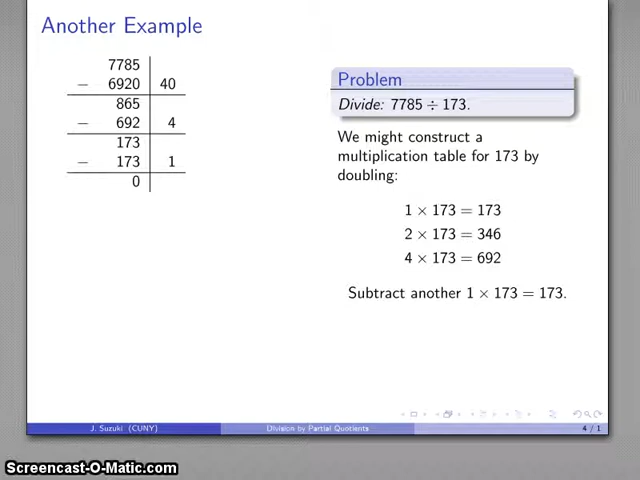 Another Example
7785
− 6920 40
865
− 692 4
173
− 173 1
0
Problem
Divide: 7785 ÷ 173.
We might construct a
multiplication table for 173 by
doubling:
1 × 173 = 173
2 × 173 = 346
4 × 173 = 692
Subtract another 1 × 173 = 173.
J. Suzuki (CUNY) Division by Partial Quotients 4 / 1
Screencast-O-Matic.com